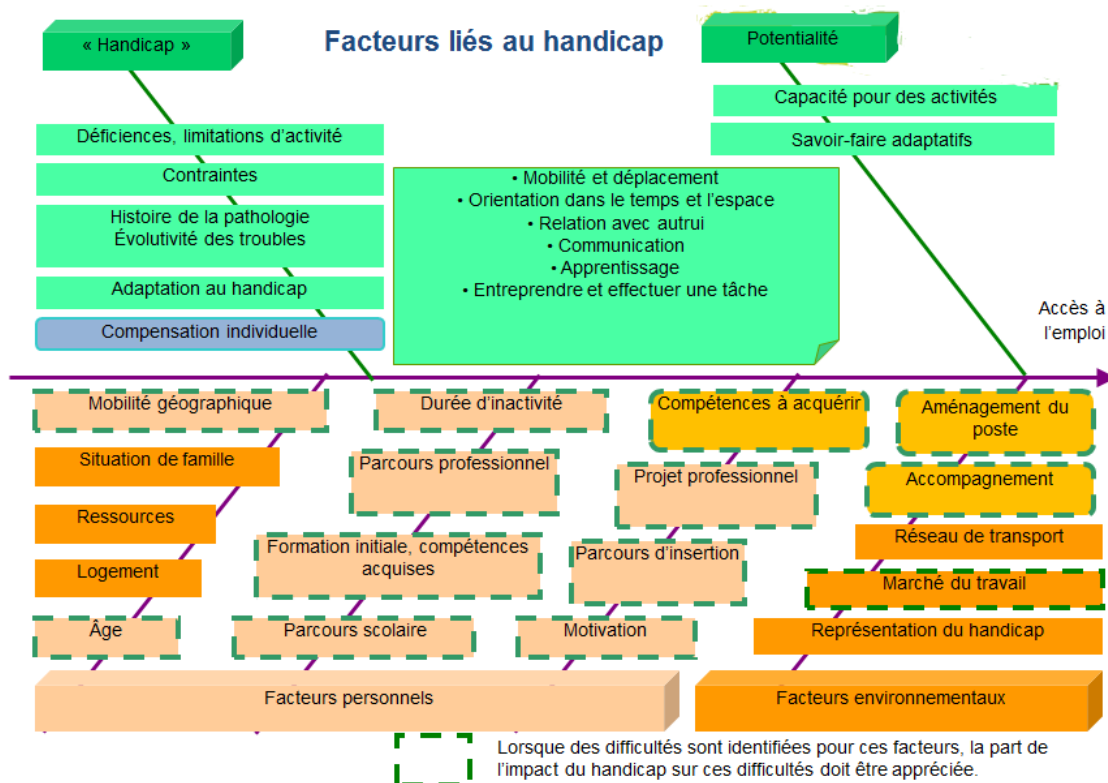 « Handicap »
Facteurs liés au handicap
Potentialité
Déficiences, limitations d'activité
Contraintes
Histoire de la pathologie
Évolutivité des troubles
Adaptation au handicap
Compensation individuelle
• Mobilité et déplacement
• Orientation dans le temps et l'espace
• Relation avec autrui
• Communication
• Apprentissage
• Entreprendre et effectuer une tâche
Capacité pour des activités
Savoir-faire adaptatifs
Accès à
l'emploi
Mobilité géographique
Situation de famille
Ressources
Logement
Âge
Durée d'inactivité
Parcours professionnel
Formation initiale, compétences
acquises
Parcours scolaire
Compétences à acquérir
Projet professionnel
Parcours d'insertion
Motivation
Aménagement du
poste
Accompagnement
Réseau de transport
Marché du travail
Représentation du handicap
Facteurs personnels
Facteurs environnementaux
Lorsque des difficultés sont identifiées pour ces facteurs, la part de
l'impact du handicap sur ces difficultés doit être appréciée.